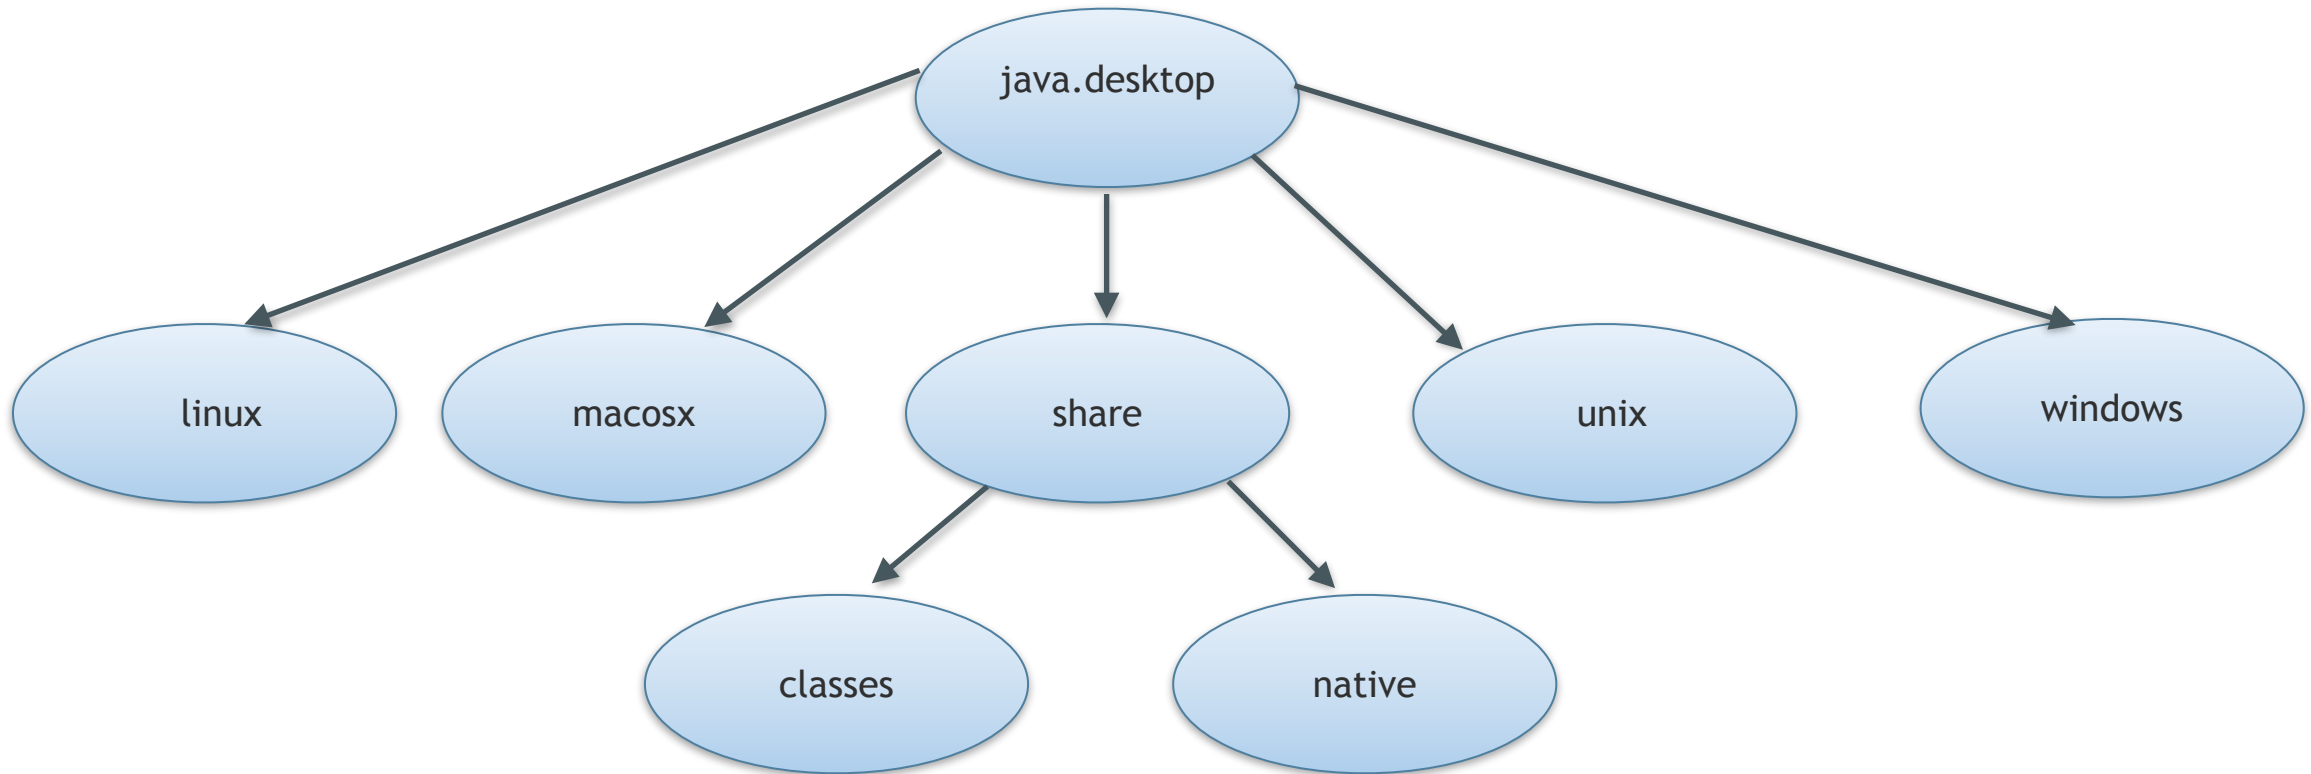 java.desktop
linux
macosx
share
unix
windows
classes
native